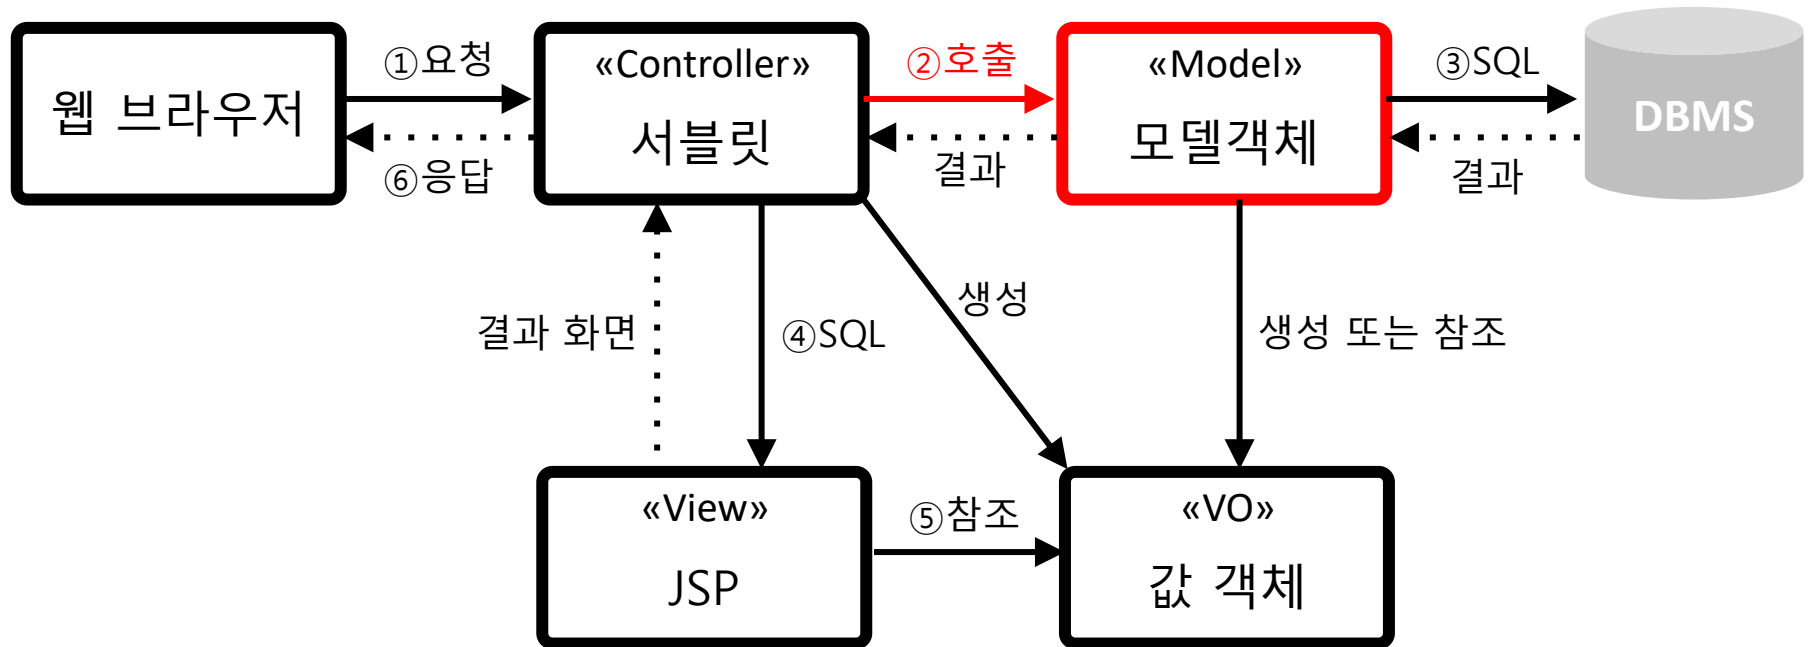 웹 브라우저
①요청
⑥응답
«Controller»
서블릿
②호출
결과
«Model»
모델객체
③SQL
결과
DBMS
결과 화면
④SQL
생성
생성 또는 참조
«View»
JSP
⑤참조
«VO»
값 객체